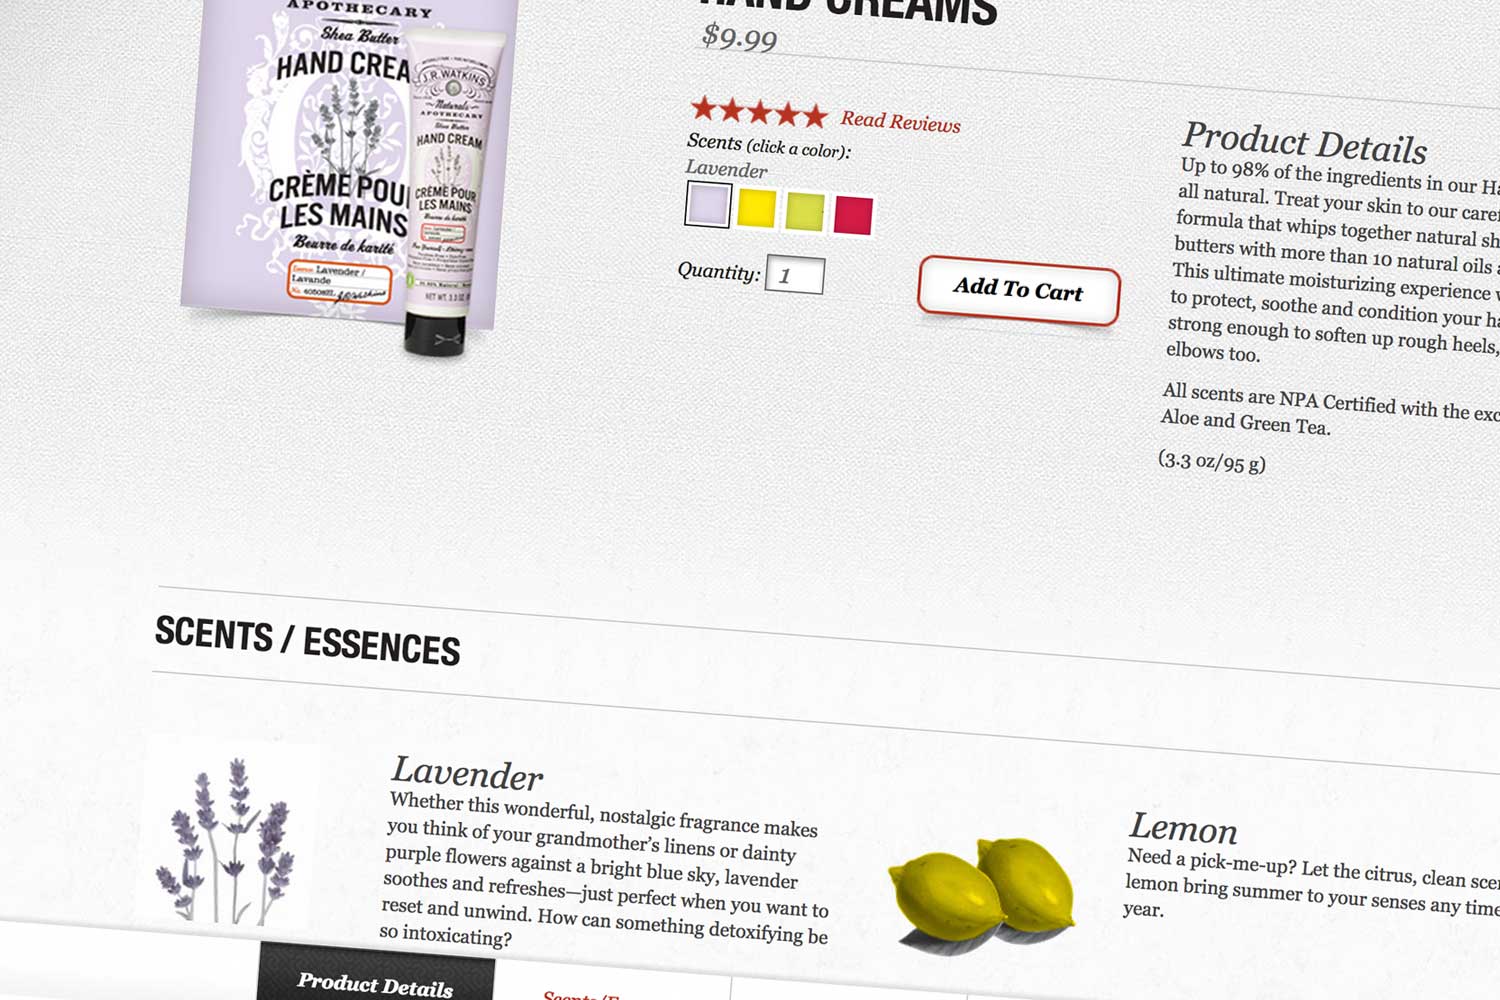 APOTHECARY
Shea Butter
HAND CREA
CRÈME POU
LES MAINS
Beurre de karité
Lavender /
Lavande
J.R. WATKINS
Naturals
APOTHECARY
Shea Butter
HAND CREAM
CRÈME POUR
LES MAINS
Beurre de karité
NET WT. 3.3 OZ
HAND CREAMS
$9.99
Read Reviews
Scents (click a color):
Lavender
Quantity: 1
Add To Cart
Product Details
Up to 98% of the ingredients in our Ha
all natural. Treat your skin to our caref
formula that whips together natural sh
butters with more than 10 natural oils
This ultimate moisturizing experience
to protect, soothe and condition your ha
strong enough to soften up rough heels,
elbows too.
All scents are NPA Certified with the exc
Aloe and Green Tea.
(3.3 oz/95 g)
SCENTS / ESSENCES
Lavender
Whether this wonderful, nostalgic fragrance makes
you think of your grandmother's linens or dainty
purple flowers against a bright blue sky, lavender
soothes and refreshes—just perfect when you want to
reset and unwind. How can something detoxifying be
so intoxicating?
Lemon
Need a pick-me-up? Let the citrus, clean scen
lemon bring summer to your senses any time
year.
Product Details
Scents/E